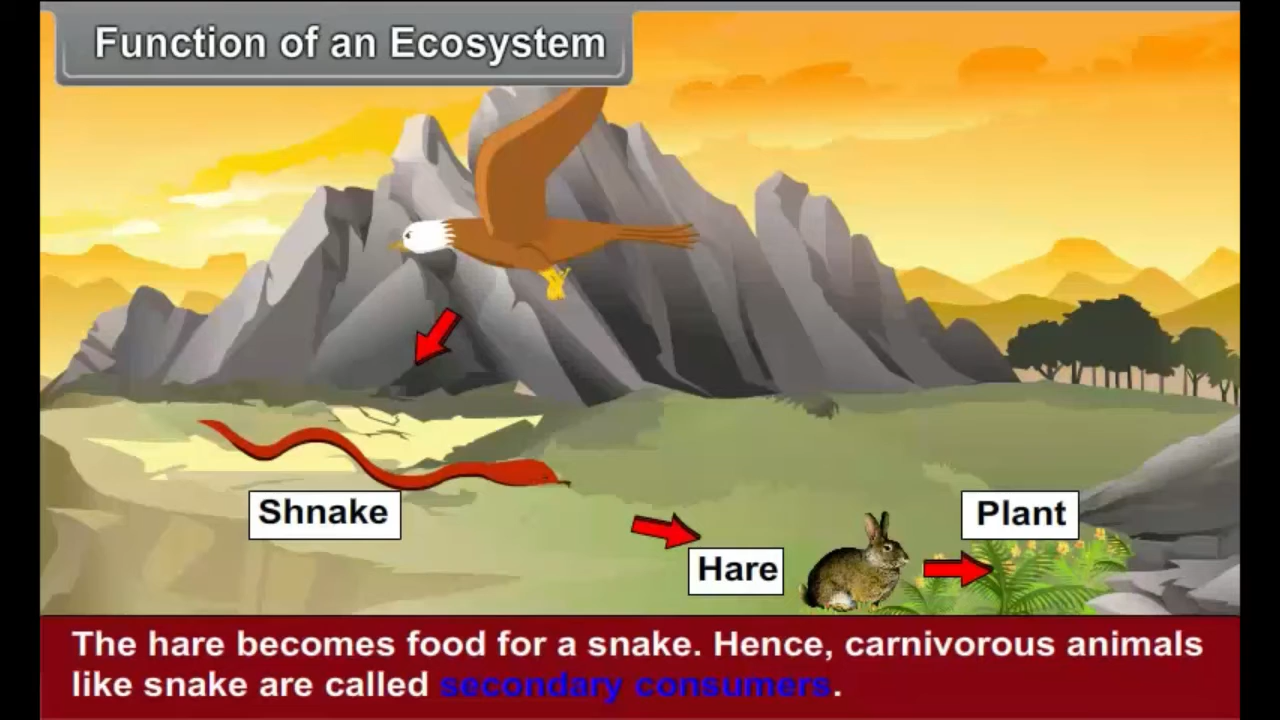 Function of an Ecosystem
Shnake
Plant
Hare
The hare becomes food for a snake. Hence, carnivorous animals
like snake are called secondary consumers.